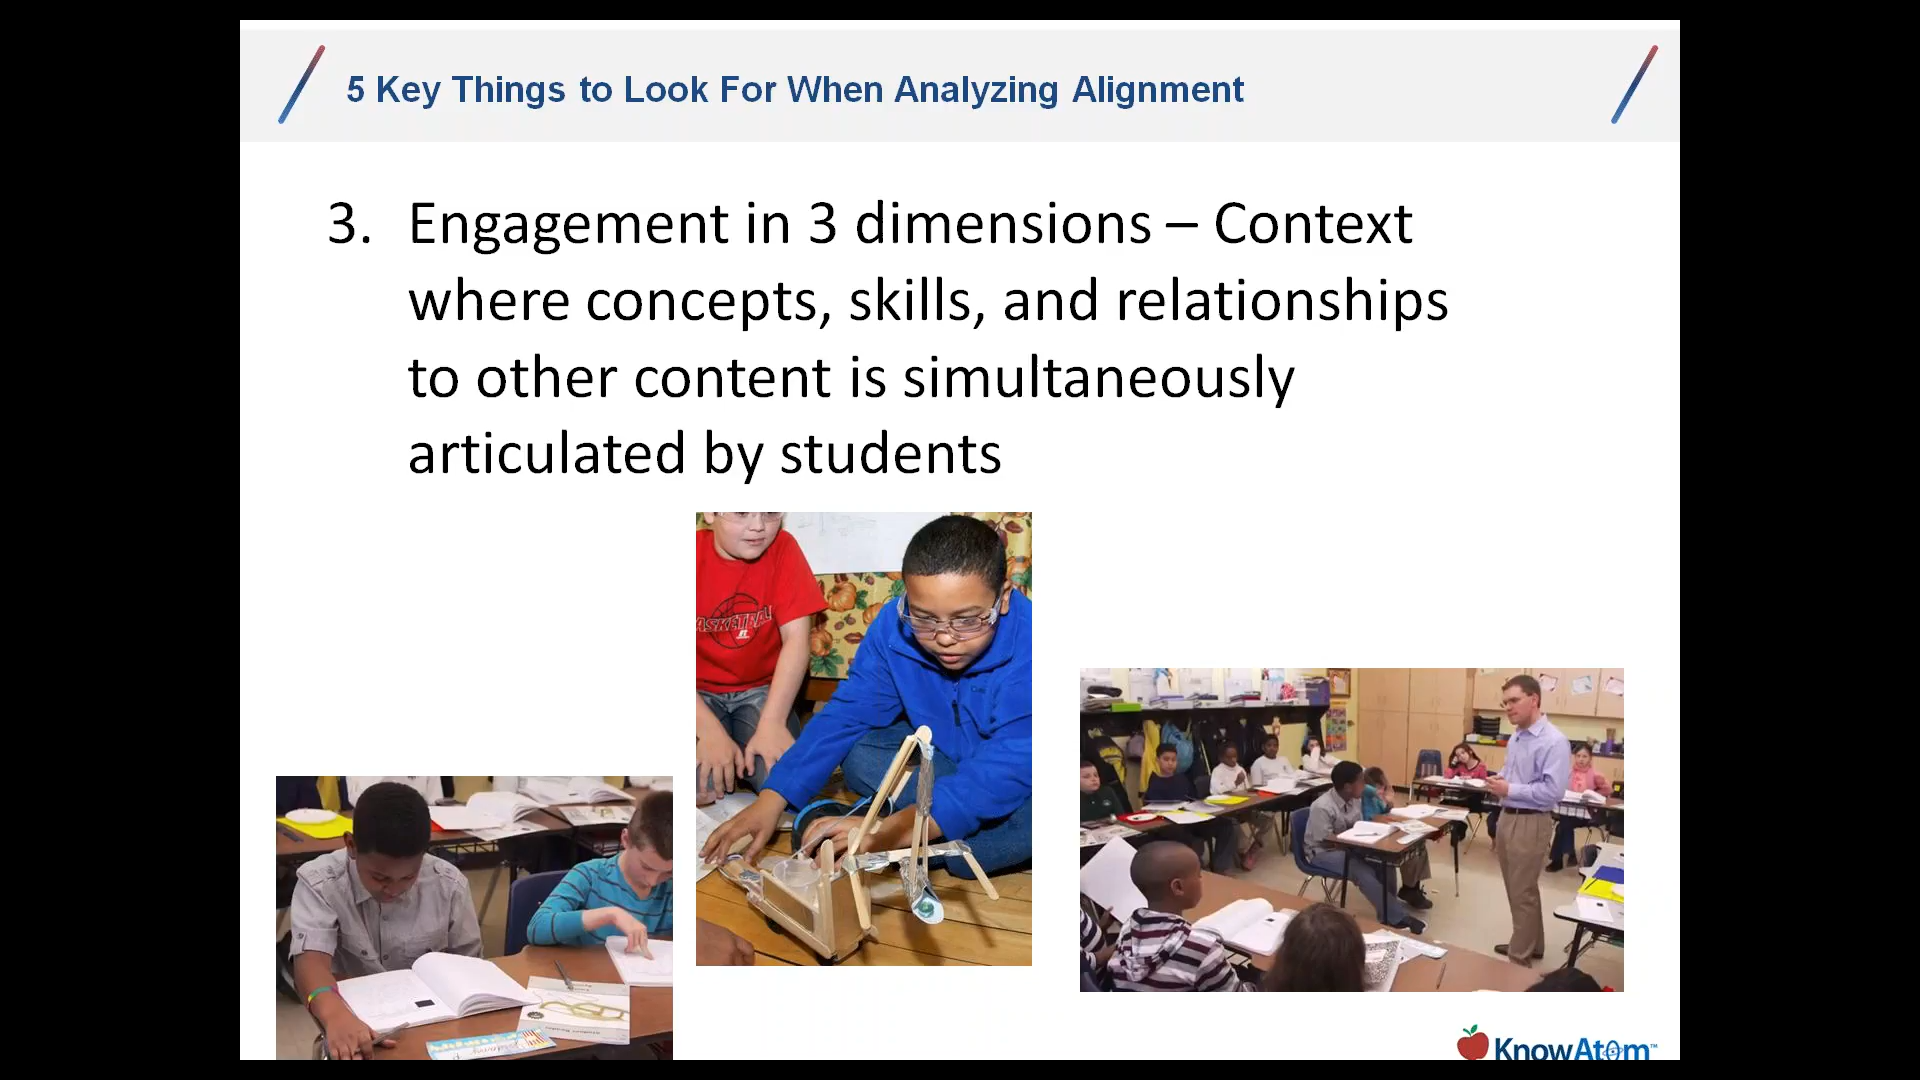 5 Key Things to Look For When Analyzing Alignment
3. Engagement in 3 dimensions – Context
where concepts, skills, and relationships
to other content is simultaneously
articulated by students
KnowAtom™